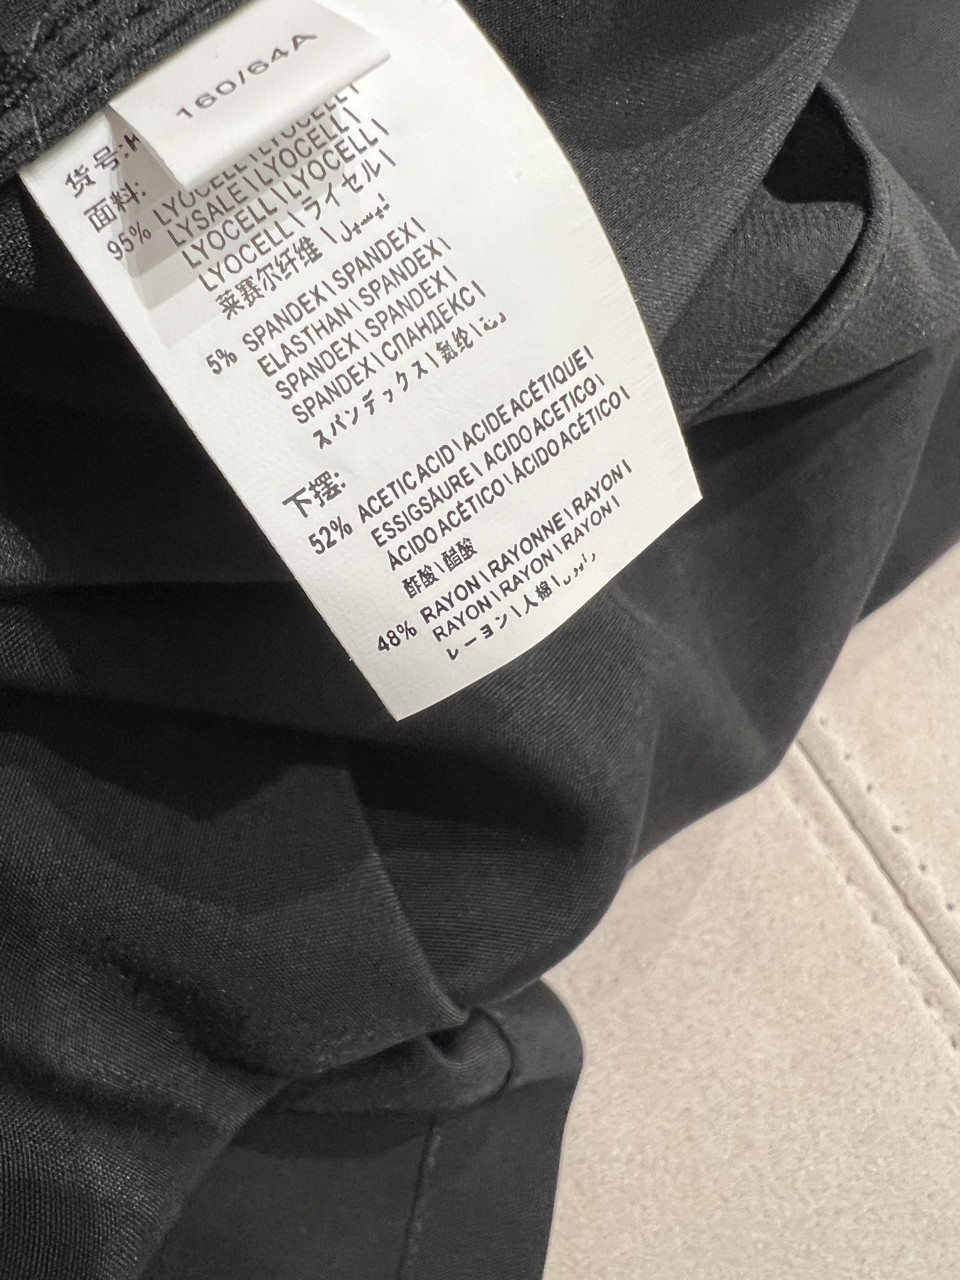 160/64A
货号:
面料:
95% LYOCELL\LYOCELL\
LYSALE\LYOCELL\
LYOCELL\LYOCELL\
LYOCELL\ライセル\
莱赛尔纤维\
5% SPANDEX\SPANDEX\
ELASTHAN\SPANDEX\
SPANDEX\SPANDEX\
SPANDEX\СПАНДЕКС\
スパンデックス\氨纶\
下摆:
52% ACETIC ACID\ACIDE ACÉTIQUE\
ESSIGSÄURE\ACIDO ACETICO\
ÁCIDO ACÉTICO\ÁCIDO ACÉTICO\
酢酸\醋酸
48% RAYON\RAYONNE\RAYON\
RAYON\RAYON\RAYON\
レーヨン\人棉\